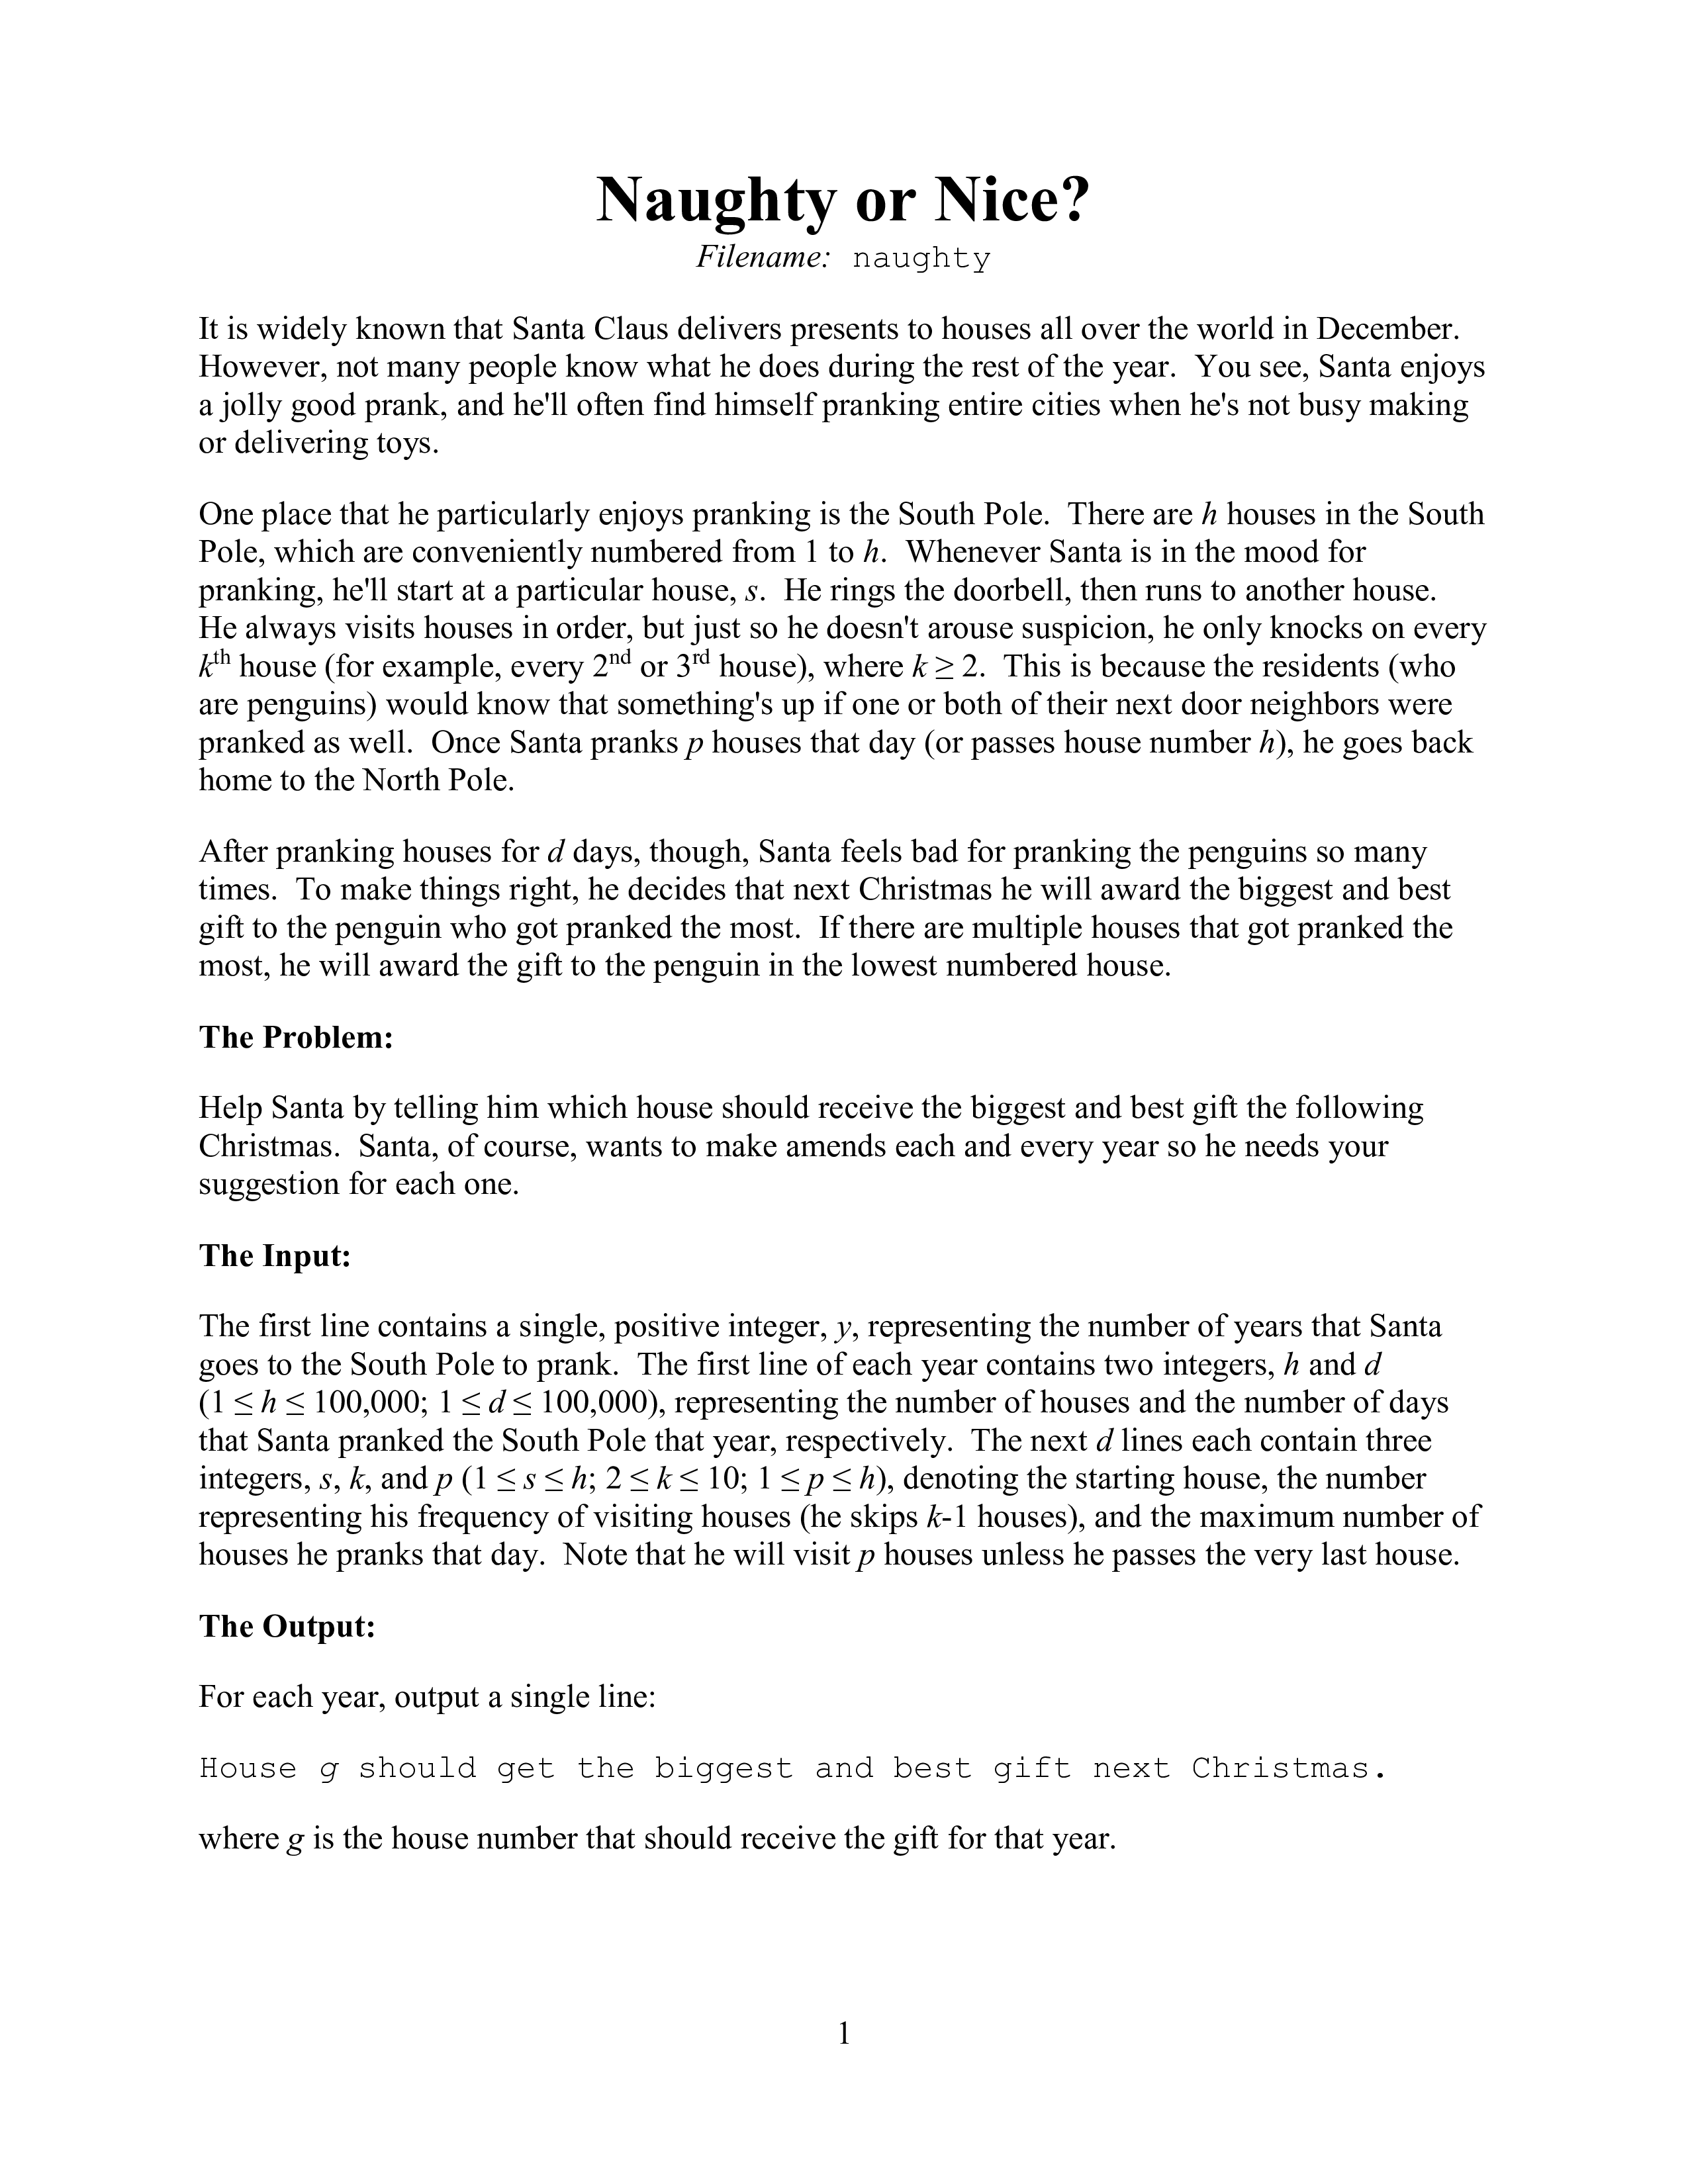 Naughty or Nice?
Filename: naughty
It is widely known that Santa Claus delivers presents to houses all over the world in December.
However, not many people know what he does during the rest of the year. You see, Santa enjoys
a jolly good prank, and he'll often find himself pranking entire cities when he's not busy making
or delivering toys.
One place that he particularly enjoys pranking is the South Pole. There are h houses in the South
Pole, which are conveniently numbered from 1 to h. Whenever Santa is in the mood for
pranking, he'll start at a particular house, s. He rings the doorbell, then runs to another house.
He always visits houses in order, but just so he doesn't arouse suspicion, he only knocks on every
kth house (for example, every 2nd or 3rd house), where k ≥ 2. This is because the residents (who
are penguins) would know that something's up if one or both of their next door neighbors were
pranked as well. Once Santa pranks p houses that day (or passes house number h), he goes back
home to the North Pole.
After pranking houses for d days, though, Santa feels bad for pranking the penguins so many
times. To make things right, he decides that next Christmas he will award the biggest and best
gift to the penguin who got pranked the most. If there are multiple houses that got pranked the
most, he will award the gift to the penguin in the lowest numbered house.
The Problem:
Help Santa by telling him which house should receive the biggest and best gift the following
Christmas. Santa, of course, wants to make amends each and every year so he needs your
suggestion for each one.
The Input:
The first line contains a single, positive integer, y, representing the number of years that Santa
goes to the South Pole to prank. The first line of each year contains two integers, h and d
(1 ≤ h ≤ 100,000; 1 ≤ d ≤ 100,000), representing the number of houses and the number of days
that Santa pranked the South Pole that year, respectively. The next d lines each contain three
integers, s, k, and p (1 ≤ s ≤ h; 2 ≤ k ≤ 10; 1 ≤ p ≤ h), denoting the starting house, the number
representing his frequency of visiting houses (he skips k-1 houses), and the maximum number of
houses he pranks that day. Note that he will visit p houses unless he passes the very last house.
The Output:
For each year, output a single line:
House g should get the biggest and best gift next Christmas.
where g is the house number that should receive the gift for that year.
1